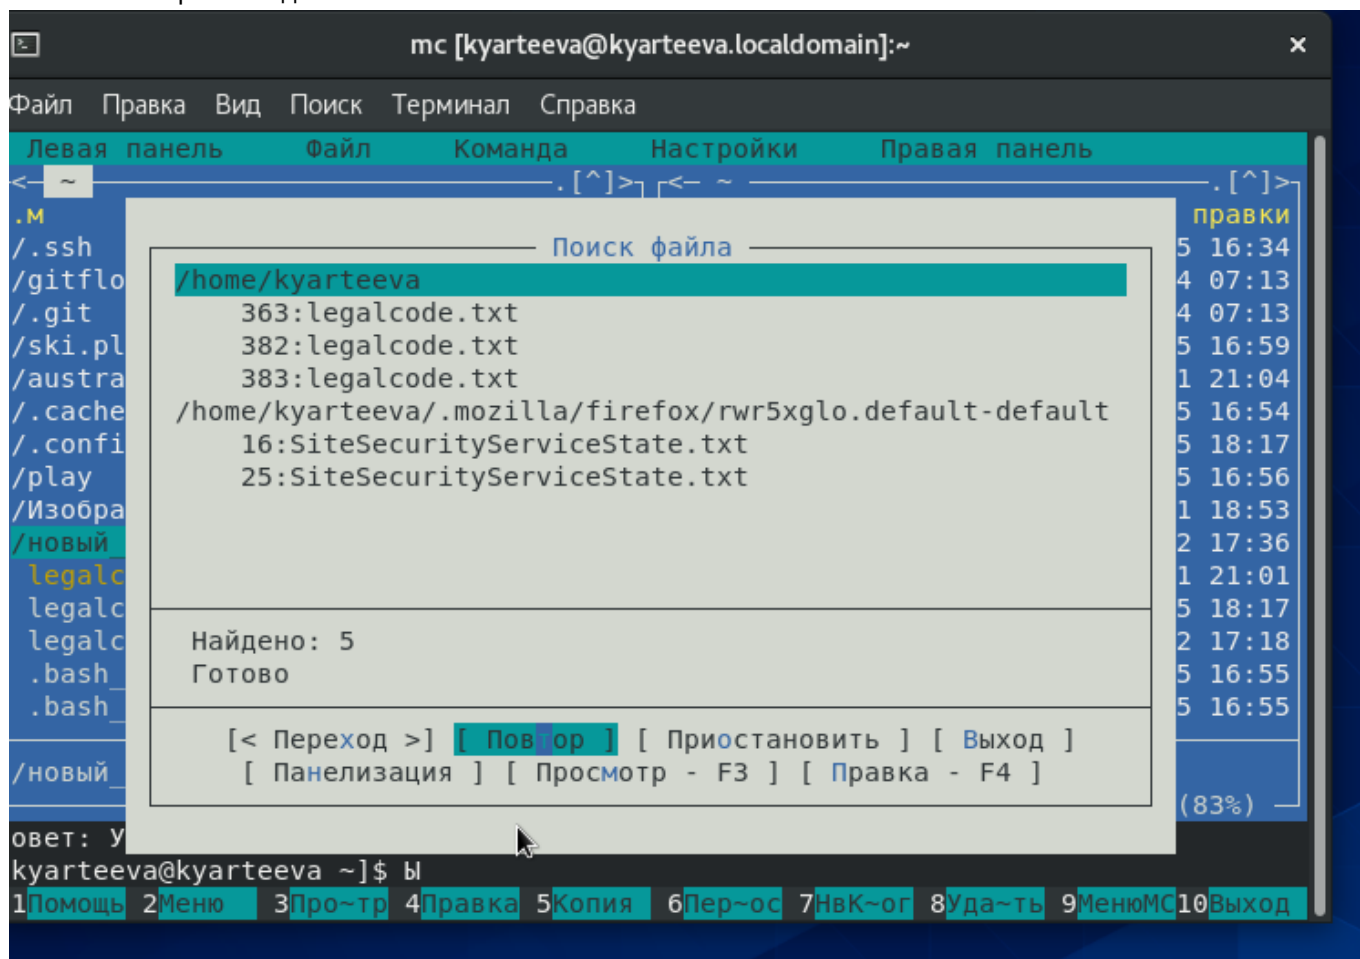 mc [kyarteeva@kyarteeva.localdomain]:~ ×
Файл Правка Вид Поиск Терминал Справка
Левая панель Файл Команда Настройки Правая панель
<— ~ .[^]> <— ~ .[^]>
.м правки
/.ssh Поиск файла 5 16:34
/gitflo /home/kyarteeva 4 07:13
/.git 363:legalcode.txt 4 07:13
/ski.pl 382:legalcode.txt 5 16:59
/austra 383:legalcode.txt 1 21:04
/.cache /home/kyarteeva/.mozilla/firefox/rwr5xglo.default-default 5 16:54
/.confi 16:SiteSecurityServiceState.txt 5 18:17
/play 25:SiteSecurityServiceState.txt 5 16:56
/Изобра 1 18:53
/новый_ 2 17:36
legalc 1 21:01
legalc 5 18:17
legalc Найдено: 5 2 17:18
.bash_ Готово 5 16:55
.bash_ 5 16:55
[< Переход >] [ Повтор ] [ Приостановить ] [ Выход ]
/новый_ [ Панелизация ] [ Просмотр - F3 ] [ Правка - F4 ]
(83%)
овет: У
kyarteeva@kyarteeva ~]$ Ы
1Помощь 2Меню 3Про~тр 4Правка 5Копия 6Пер~ос 7НвК~ог 8Уда~ть 9МенюМС10Выход